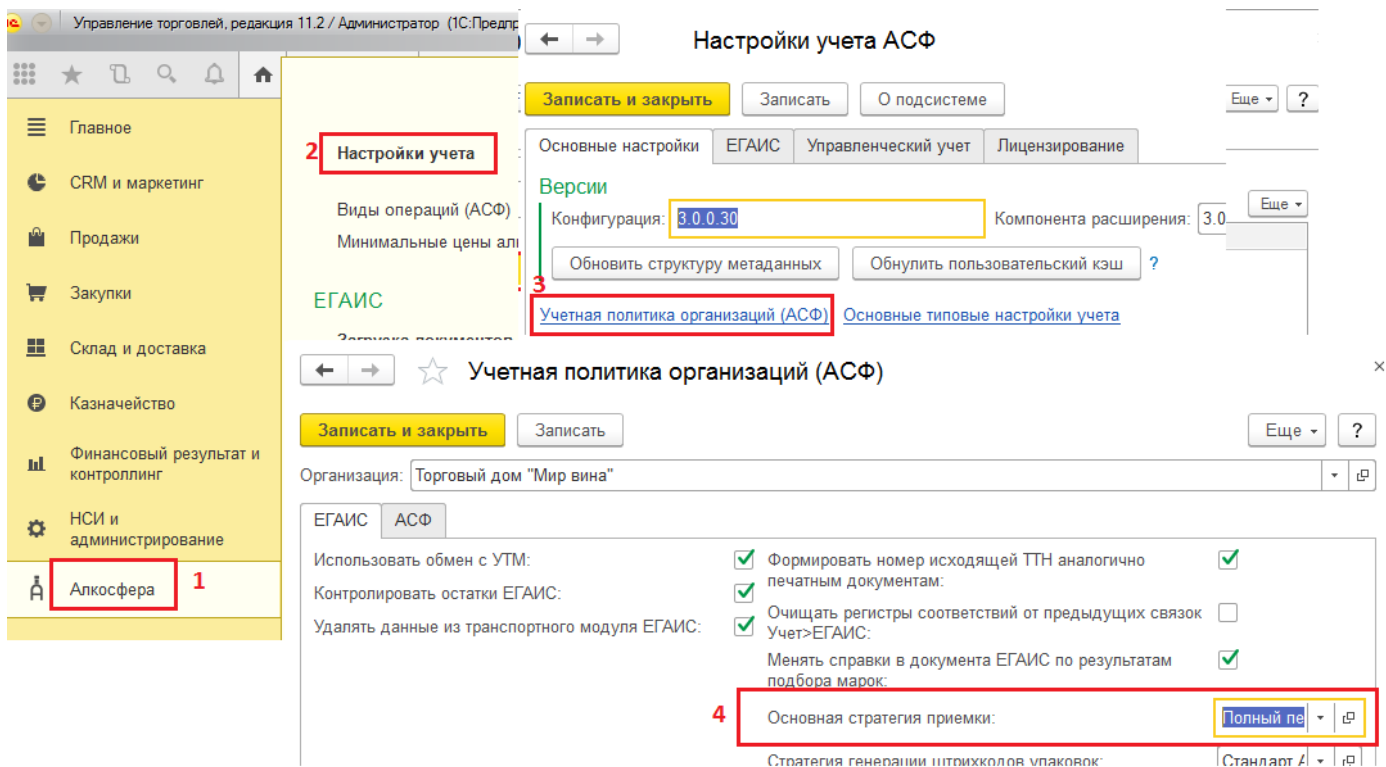 Управление торговлей, редакция 11.2 / Администратор (1С:Предпр
Главное
CRM и маркетинг
Продажи
Закупки
Склад и доставка
Казначейство
Финансовый результат и
контроллинг
НСИ и
администрирование
Алкосфера
1
2
Настройки учета
Виды операций (АСФ)
Минимальные цены ал
ЕГАИС
Загрузка документов
Настройки учета АСФ
Записать и закрыть
Записать
О подсистеме
Еще
?
Основные настройки
ЕГАИС
Управленческий учет
Лицензирование
Версии
Конфигурация:
3.0.0.30
Компонента расширения:
3.0
Еще
Обновить структуру метаданных
Обнулить пользовательский кэш
?
3
Учетная политика организаций (АСФ)
Основные типовые настройки учета
Учетная политика организаций (АСФ)
Записать и закрыть
Записать
Еще
?
Организация:
Торговый дом "Мир вина"
ЕГАИС
АСФ
Использовать обмен с УТМ:
Контролировать остатки ЕГАИС:
Удалять данные из транспортного модуля ЕГАИС:
Формировать номер исходящей ТТН аналогично
печатным документам:
Очищать регистры соответствий от предыдущих связок
Учет>ЕГАИС:
Менять справки в документа ЕГАИС по результатам
подбора марок:
4
Основная стратегия приемки:
Полный пе
Стратегия генерации штрихкодов упаковок:
Стандарт